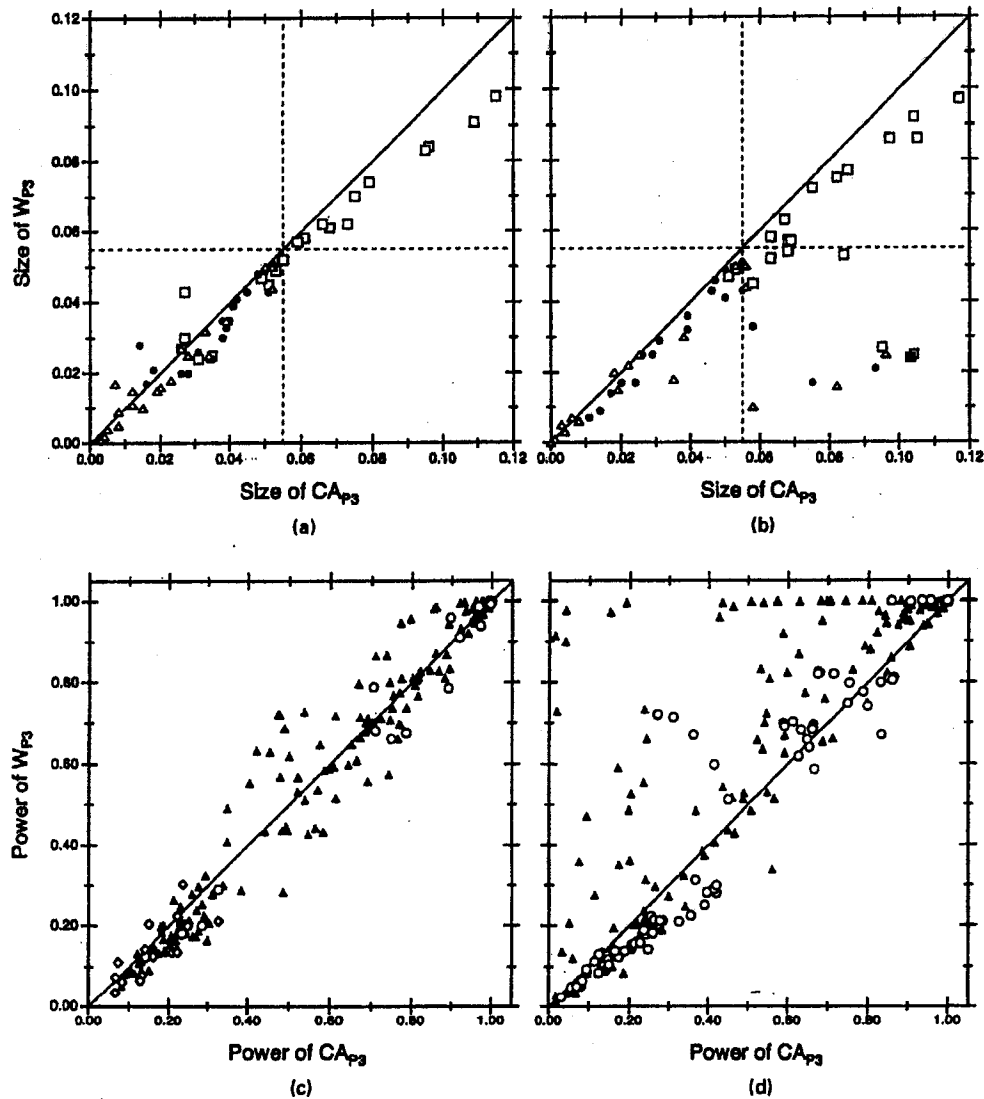 0.12
0.10
0.08
0.06
0.04
0.02
0.00
Size of W_P3
0.00 0.02 0.04 0.06 0.08 0.10 0.12
Size of CA_P3
(a)
0.00 0.02 0.04 0.06 0.08 0.10 0.12
Size of CA_P3
(b)
1.00
0.80
0.60
0.40
0.20
0.00
Power of W_P3
0.00 0.20 0.40 0.60 0.80 1.00
Power of CA_P3
(c)
0.00 0.20 0.40 0.60 0.80 1.00
Power of CA_P3
(d)